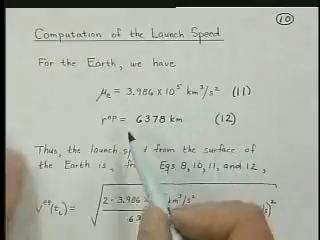 10
Computation of the Launch Speed
For the Earth, we have
μₑ = 3.986 × 10⁵ km³/s² (11)
rᵒᵖ = 6378 km (12)
Thus, the launch from the surface of
the Earth is, Eqs 8, 10, 11, and 12,
2 · 3.986 km³/s²